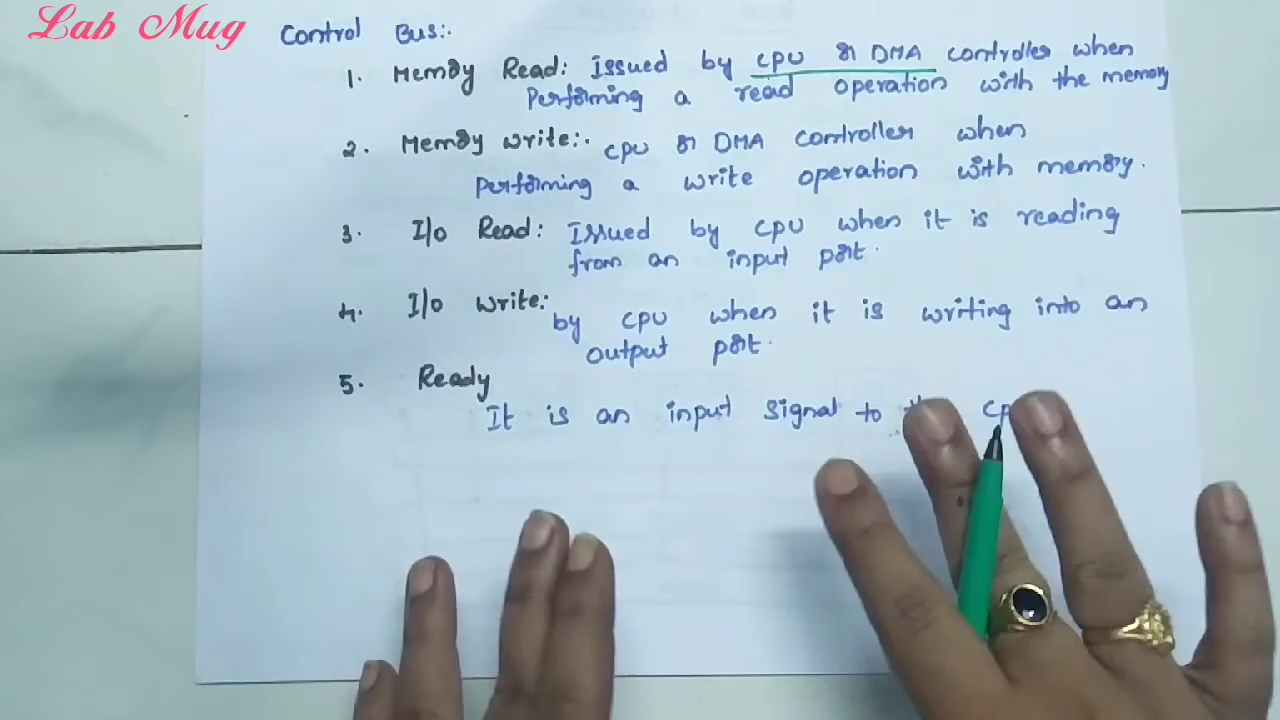 Lab Mug
Control Bus:.
1. Memory Read: Issued by CPU or DMA controller when
Performing a read operation with the memory
2. Memory write:. CPU or DMA controller when
Performing a write operation with memory.
3. I/o Read: Issued by CPU when it is reading
from an input port.
4. I/o write:
by CPU when it is writing into an
output port.
5. Ready
It is an input signal to